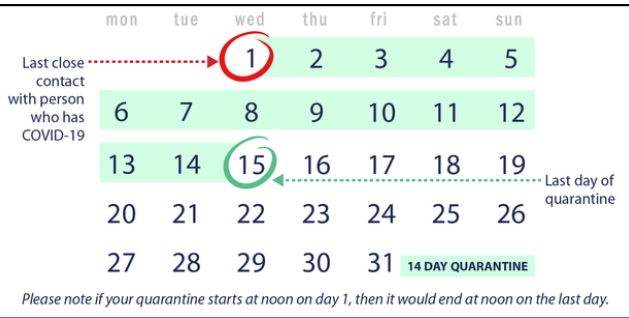 mon tue wed thu fri sat sun
Last close
contact
with person
who has
COVID-19
1 2 3 4 5
6 7 8 9 10 11 12
13 14 15 16 17 18 19
Last day of
quarantine
20 21 22 23 24 25 26
27 28 29 30 31 14 DAY QUARANTINE
Please note if your quarantine starts at noon on day 1, then it would end at noon on the last day.